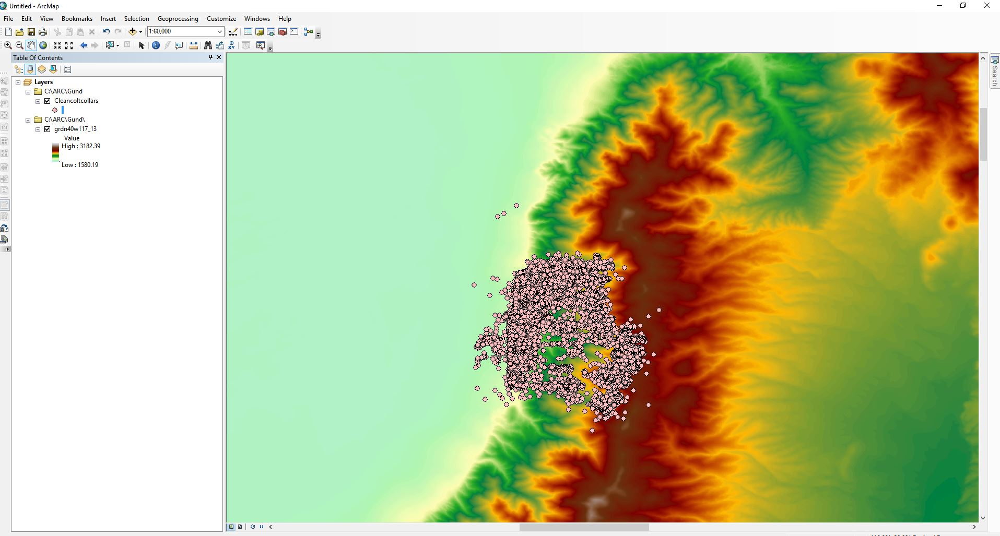 Untitled - ArcMap
File Edit View Bookmarks Insert Selection Geoprocessing Customize Windows Help
1:60,000
Table Of Contents
Layers
C:\ARC\Gund
Cleancoltcollars
C:\ARC\Gund\
grdn40w117_13
Value
High : 3182.39
Low : 1580.19
Search